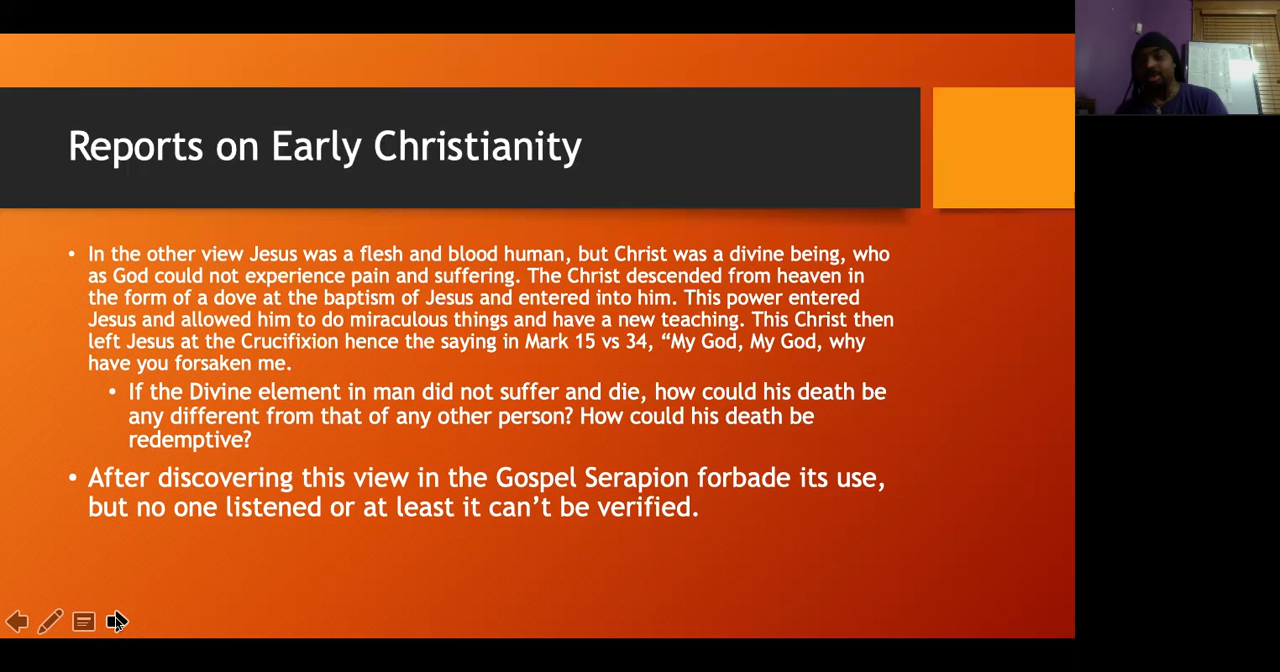 Reports on Early Christianity
• In the other view Jesus was a flesh and blood human, but Christ was a divine being, who
as God could not experience pain and suffering. The Christ descended from heaven in
the form of a dove at the baptism of Jesus and entered into him. This power entered
Jesus and allowed him to do miraculous things and have a new teaching. This Christ then
left Jesus at the Crucifixion hence the saying in Mark 15 vs 34, “My God, My God, why
have you forsaken me.
• If the Divine element in man did not suffer and die, how could his death be
any different from that of any other person? How could his death be
redemptive?
• After discovering this view in the Gospel Serapion forbade its use,
but no one listened or at least it can’t be verified.